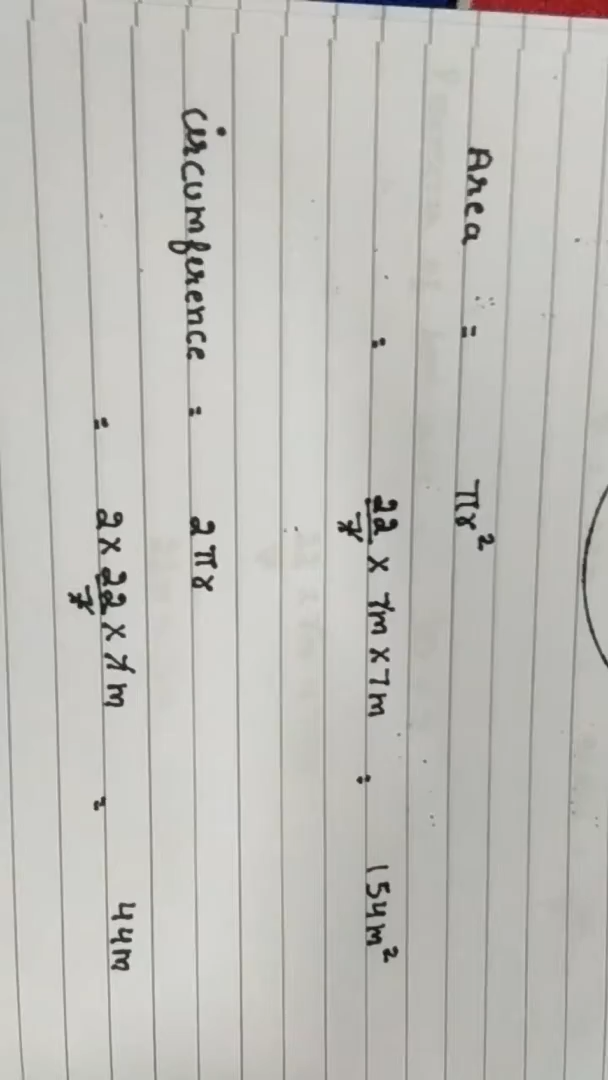 Area = πr²
= 22/7 x 7m x 7m = 154m²
Circumference = 2πr
= 2 x 22/7 x 7m = 44m